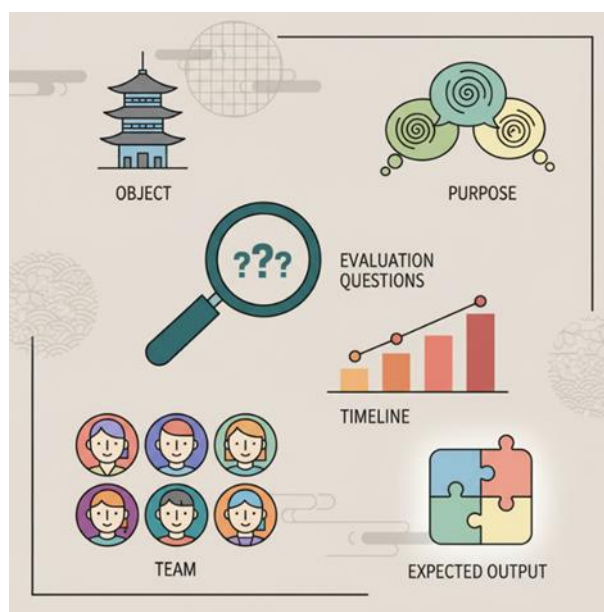 OBJECT
PURPOSE
???
EVALUATION
QUESTIONS
TIMELINE
TEAM
EXPECTED OUTPUT